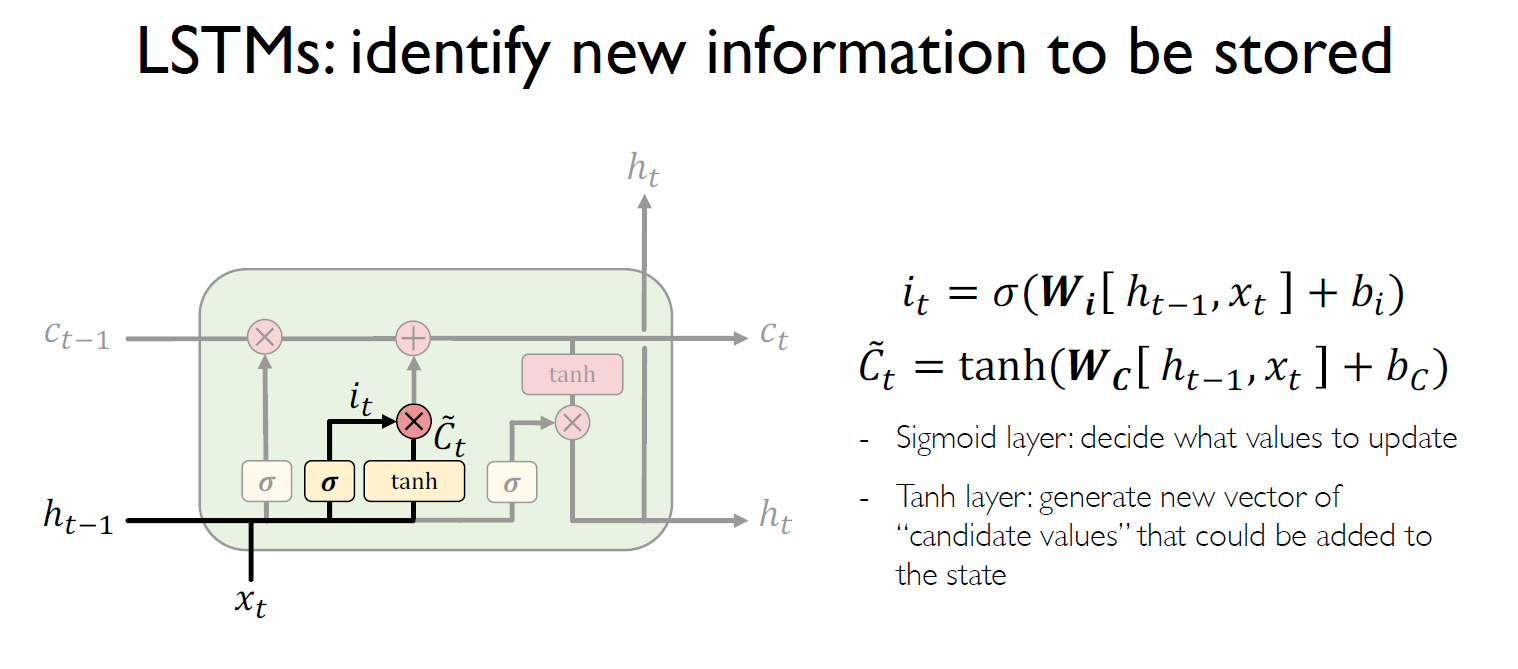 LSTMs: identify new information to be stored
h_t
c_{t-1}
c_t
tanh
i_t
C̃_t
σ
σ
tanh
σ
h_{t-1}
h_t
x_t
i_t = σ(W_i[ h_{t-1}, x_t ] + b_i)
C̃_t = tanh(W_C[ h_{t-1}, x_t ] + b_C)
- Sigmoid layer: decide what values to update
- Tanh layer: generate new vector of
“candidate values” that could be added to
the state